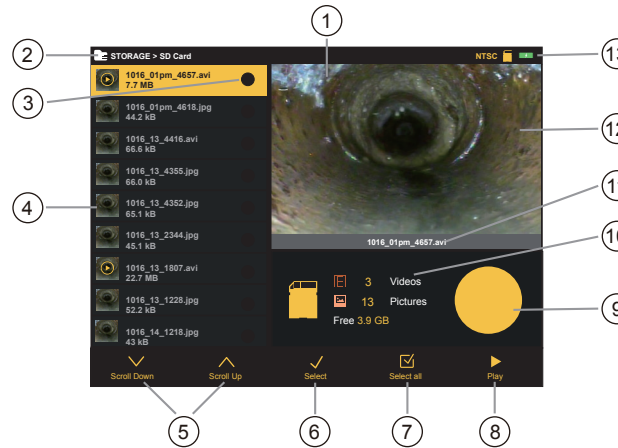 1
2
STORAGE > SD Card
NTSC
13
3
1016_01pm_4657.avi
7.7 MB
1016_01pm_4618.jpg
44.2 kB
1016_13_4416.avi
66.6 kB
12
1016_13_4355.jpg
66.0 kB
4
1016_13_4352.jpg
65.1 kB
11
1016_13_2344.jpg
45.1 kB
1016_01pm_4657.avi
10
1016_13_1807.avi
22.7 MB
3 Videos
13 Pictures
1016_13_1228.jpg
52.2 kB
Free 3.9 GB
9
1016_14_1218.jpg
43 kB
Scroll Down
Scroll Up
Select
Select all
Play
5
6
7
8